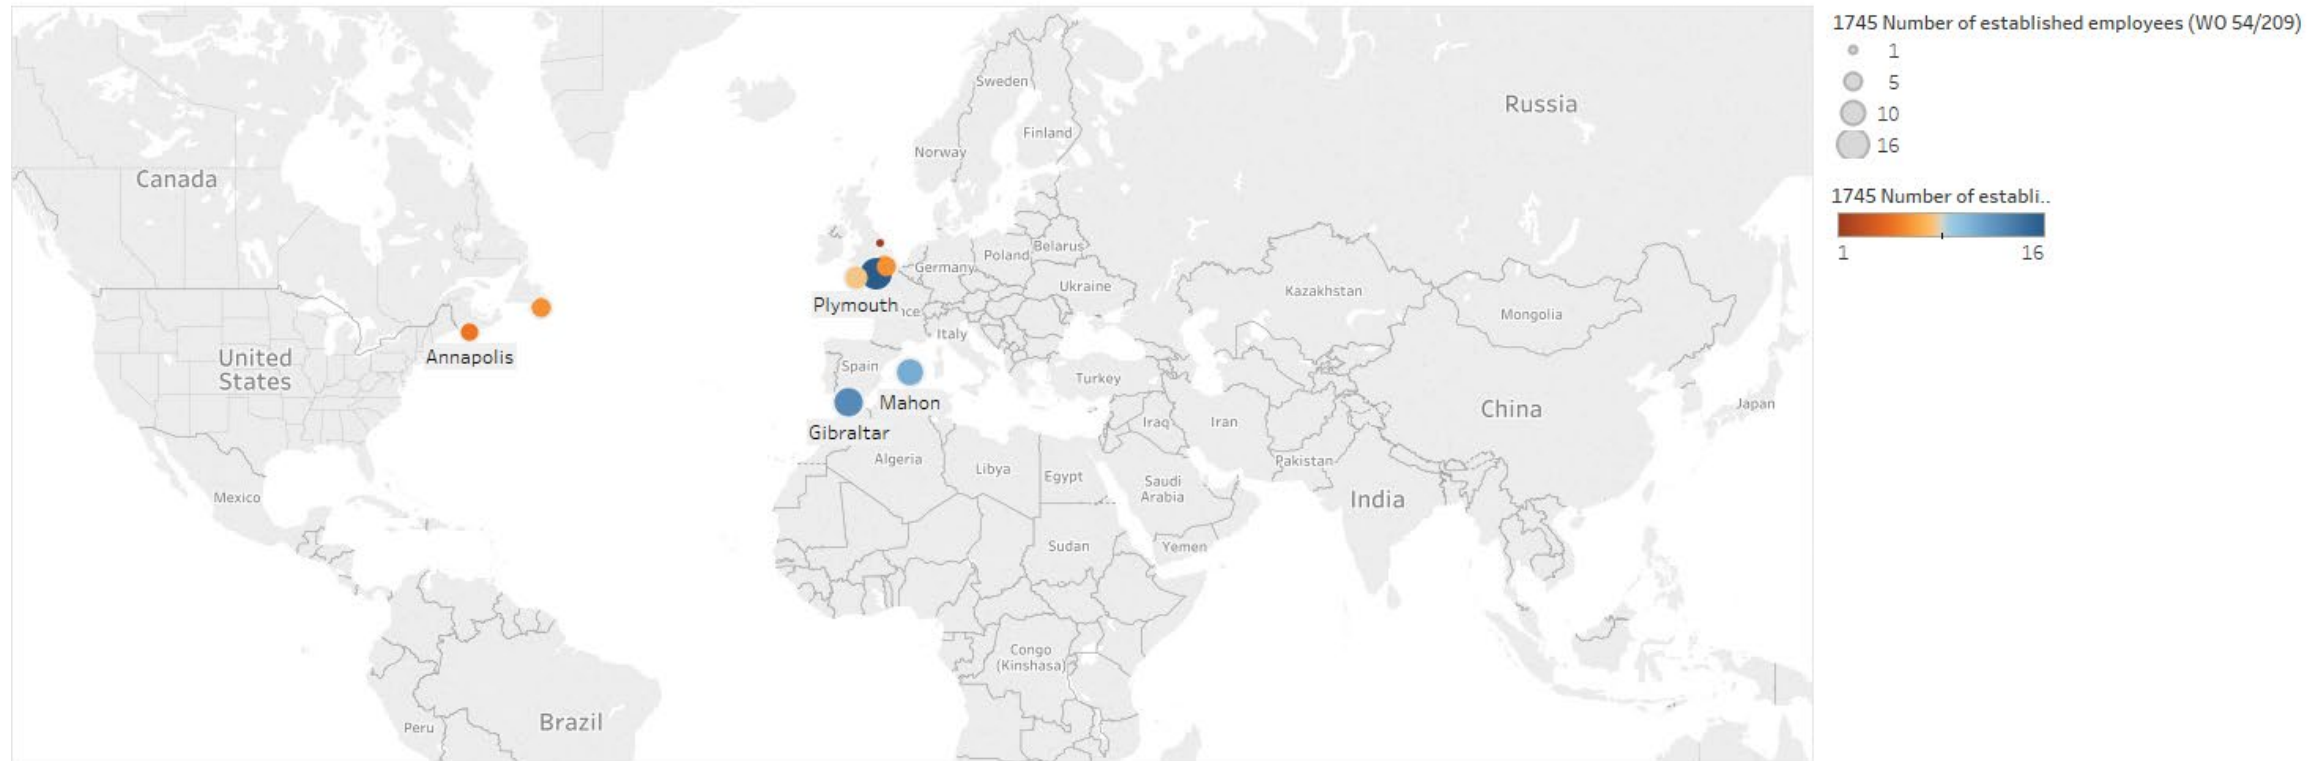 1745 Number of established employees (WO 54/209)
1
5
10
16
1745 Number of establi..
1
16
Sweden
Russia
Finland
Norway
Canada
Belarus
Poland
Germany
Ukraine
Kazakhstan
Plymouth
ce
Mongolia
Italy
Annapolis
United
States
Spain
Turkey
Mahon
Japan
China
Iraq
Iran
Gibraltar
Algeria
Pakistan
Libya
Egypt
Saudi
Arabia
Mexico
India
Sudan
Yemen
Congo
(Kinshasa)
Brazil
Peru